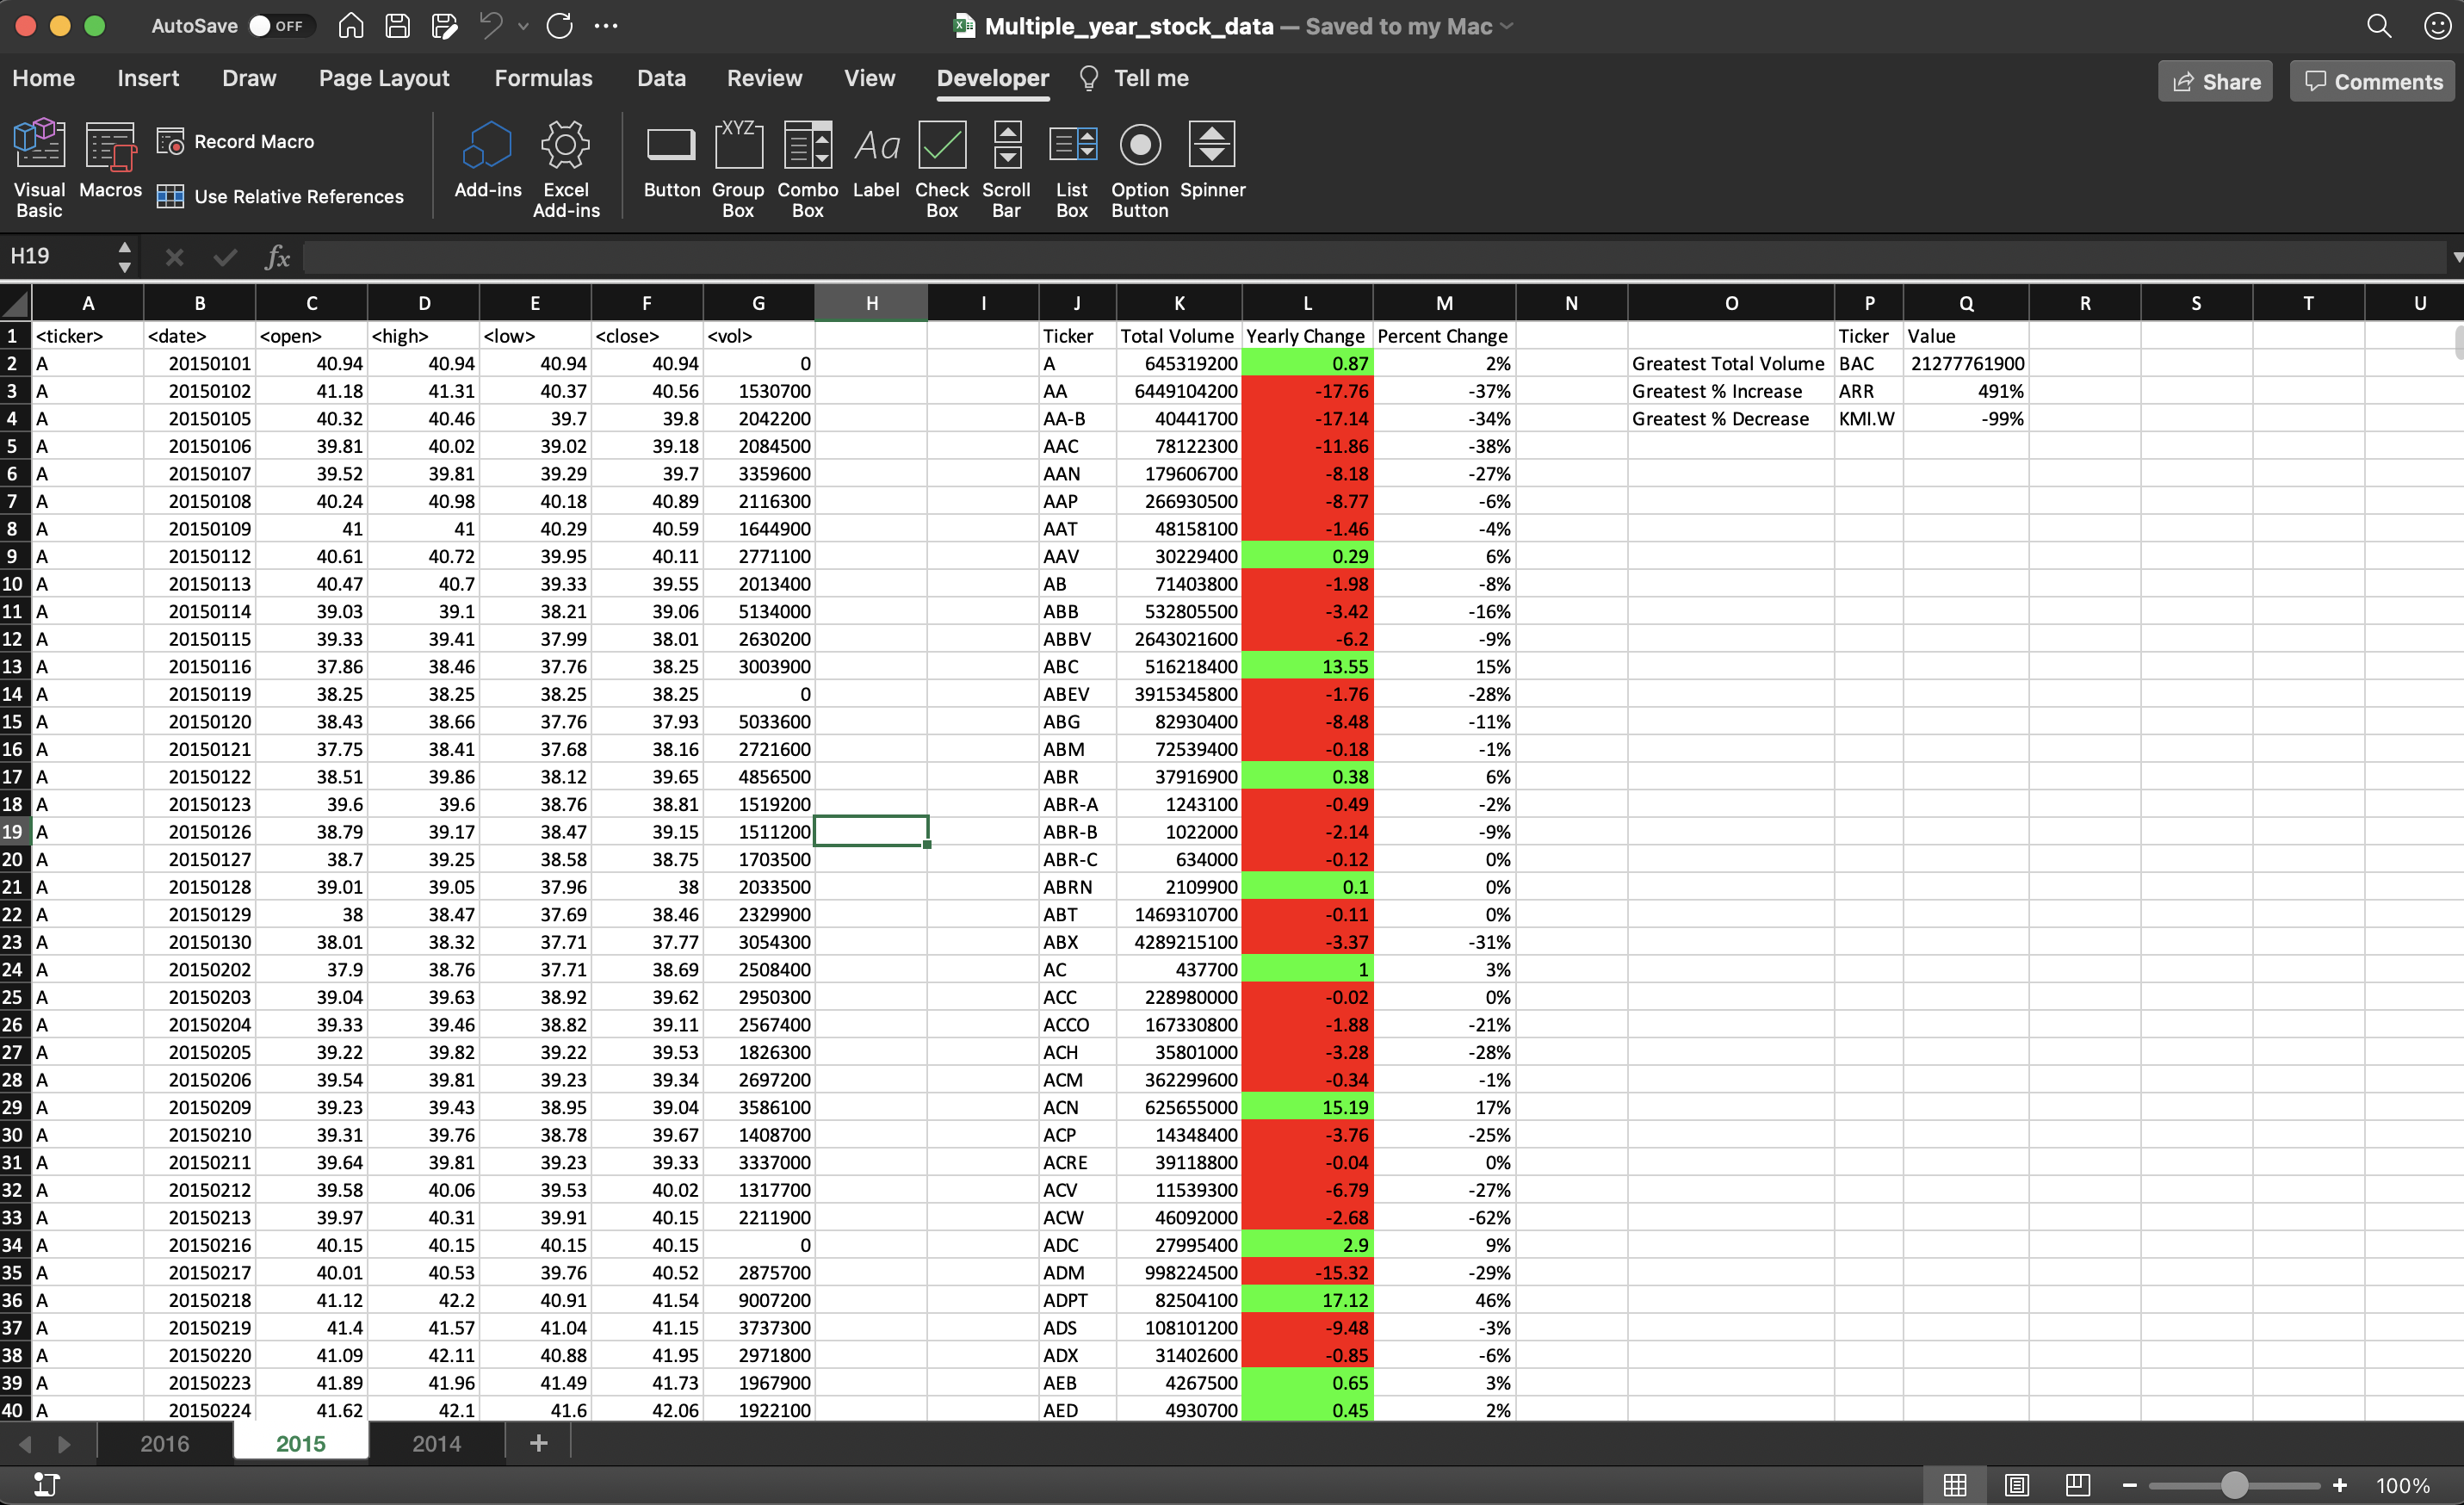 AutoSave OFF Multiple_year_stock_data — Saved to my Mac
Home Insert Draw Page Layout Formulas Data Review View Developer Tell me Share Comments
Visual Basic Macros Record Macro Use Relative References Add-ins Excel Add-ins Button XYZ Group Box Combo Box Aa Label Check Box Scroll Bar List Box Option Button Spinner
H19 fx
A B C D E F G H I J K L M N O P Q R S T U
1 <ticker> <date> <open> <high> <low> <close> <vol> Ticker Total Volume Yearly Change Percent Change Ticker Value
2 A 20150101 40.94 40.94 40.94 40.94 0 A 645319200 0.87 2% Greatest Total Volume BAC 21277761900
3 A 20150102 41.18 41.31 40.37 40.56 1530700 AA 6449104200 -17.76 -37% Greatest % Increase ARR 491%
4 A 20150105 40.32 40.46 39.7 39.8 2042200 AA-B 40441700 -17.14 -34% Greatest % Decrease KMI.W -99%
5 A 20150106 39.81 40.02 39.02 39.18 2084500 AAC 78122300 -11.86 -38%
6 A 20150107 39.52 39.81 39.29 39.7 3359600 AAN 179606700 -8.18 -27%
7 A 20150108 40.24 40.98 40.18 40.89 2116300 AAP 266930500 -8.77 -6%
8 A 20150109 41 41 40.29 40.59 1644900 AAT 48158100 -1.46 -4%
9 A 20150112 40.61 40.72 39.95 40.11 2771100 AAV 30229400 0.29 6%
10 A 20150113 40.47 40.7 39.33 39.55 2013400 AB 71403800 -1.98 -8%
11 A 20150114 39.03 39.1 38.21 39.06 5134000 ABB 532805500 -3.42 -16%
12 A 20150115 39.33 39.41 37.99 38.01 2630200 ABBV 2643021600 -6.2 -9%
13 A 20150116 37.86 38.46 37.76 38.25 3003900 ABC 516218400 13.55 15%
14 A 20150119 38.25 38.25 38.25 38.25 0 ABEV 3915345800 -1.76 -28%
15 A 20150120 38.43 38.66 37.76 37.93 5033600 ABG 82930400 -8.48 -11%
16 A 20150121 37.75 38.41 37.68 38.16 2721600 ABM 72539400 -0.18 -1%
17 A 20150122 38.51 39.86 38.12 39.65 4856500 ABR 37916900 0.38 6%
18 A 20150123 39.6 39.6 38.76 38.81 1519200 ABR-A 1243100 -0.49 -2%
19 A 20150126 38.79 39.17 38.47 39.15 1511200 ABR-B 1022000 -2.14 -9%
20 A 20150127 38.7 39.25 38.58 38.75 1703500 ABR-C 634000 -0.12 0%
21 A 20150128 39.01 39.05 37.96 38 2033500 ABRN 2109900 0.1 0%
22 A 20150129 38 38.47 37.69 38.46 2329900 ABT 1469310700 -0.11 0%
23 A 20150130 38.01 38.32 37.71 37.77 3054300 ABX 4289215100 -3.37 -31%
24 A 20150202 37.9 38.76 37.71 38.69 2508400 AC 437700 1 3%
25 A 20150203 39.04 39.63 38.92 39.62 2950300 ACC 228980000 -0.02 0%
26 A 20150204 39.33 39.46 38.82 39.11 2567400 ACCO 167330800 -1.88 -21%
27 A 20150205 39.22 39.82 39.22 39.53 1826300 ACH 35801000 -3.28 -28%
28 A 20150206 39.54 39.81 39.23 39.34 2697200 ACM 362299600 -0.34 -1%
29 A 20150209 39.23 39.43 38.95 39.04 3586100 ACN 625655000 15.19 17%
30 A 20150210 39.31 39.76 38.78 39.67 1408700 ACP 14348400 -3.76 -25%
31 A 20150211 39.64 39.81 39.23 39.33 3337000 ACRE 39118800 -0.04 0%
32 A 20150212 39.58 40.06 39.53 40.02 1317700 ACV 11539300 -6.79 -27%
33 A 20150213 39.97 40.31 39.91 40.15 2211900 ACW 46092000 -2.68 -62%
34 A 20150216 40.15 40.15 40.15 40.15 0 ADC 27995400 2.9 9%
35 A 20150217 40.01 40.53 39.76 40.52 2875700 ADM 998224500 -15.32 -29%
36 A 20150218 41.12 42.2 40.91 41.54 9007200 ADPT 82504100 17.12 46%
37 A 20150219 41.4 41.57 41.04 41.15 3737300 ADS 108101200 -9.48 -3%
38 A 20150220 41.09 42.11 40.88 41.95 2971800 ADX 31402600 -0.85 -6%
39 A 20150223 41.89 41.96 41.49 41.73 1967900 AEB 4267500 0.65 3%
40 A 20150224 41.62 42.1 41.6 42.06 1922100 AED 4930700 0.45 2%
2016 2015 2014 +
100%